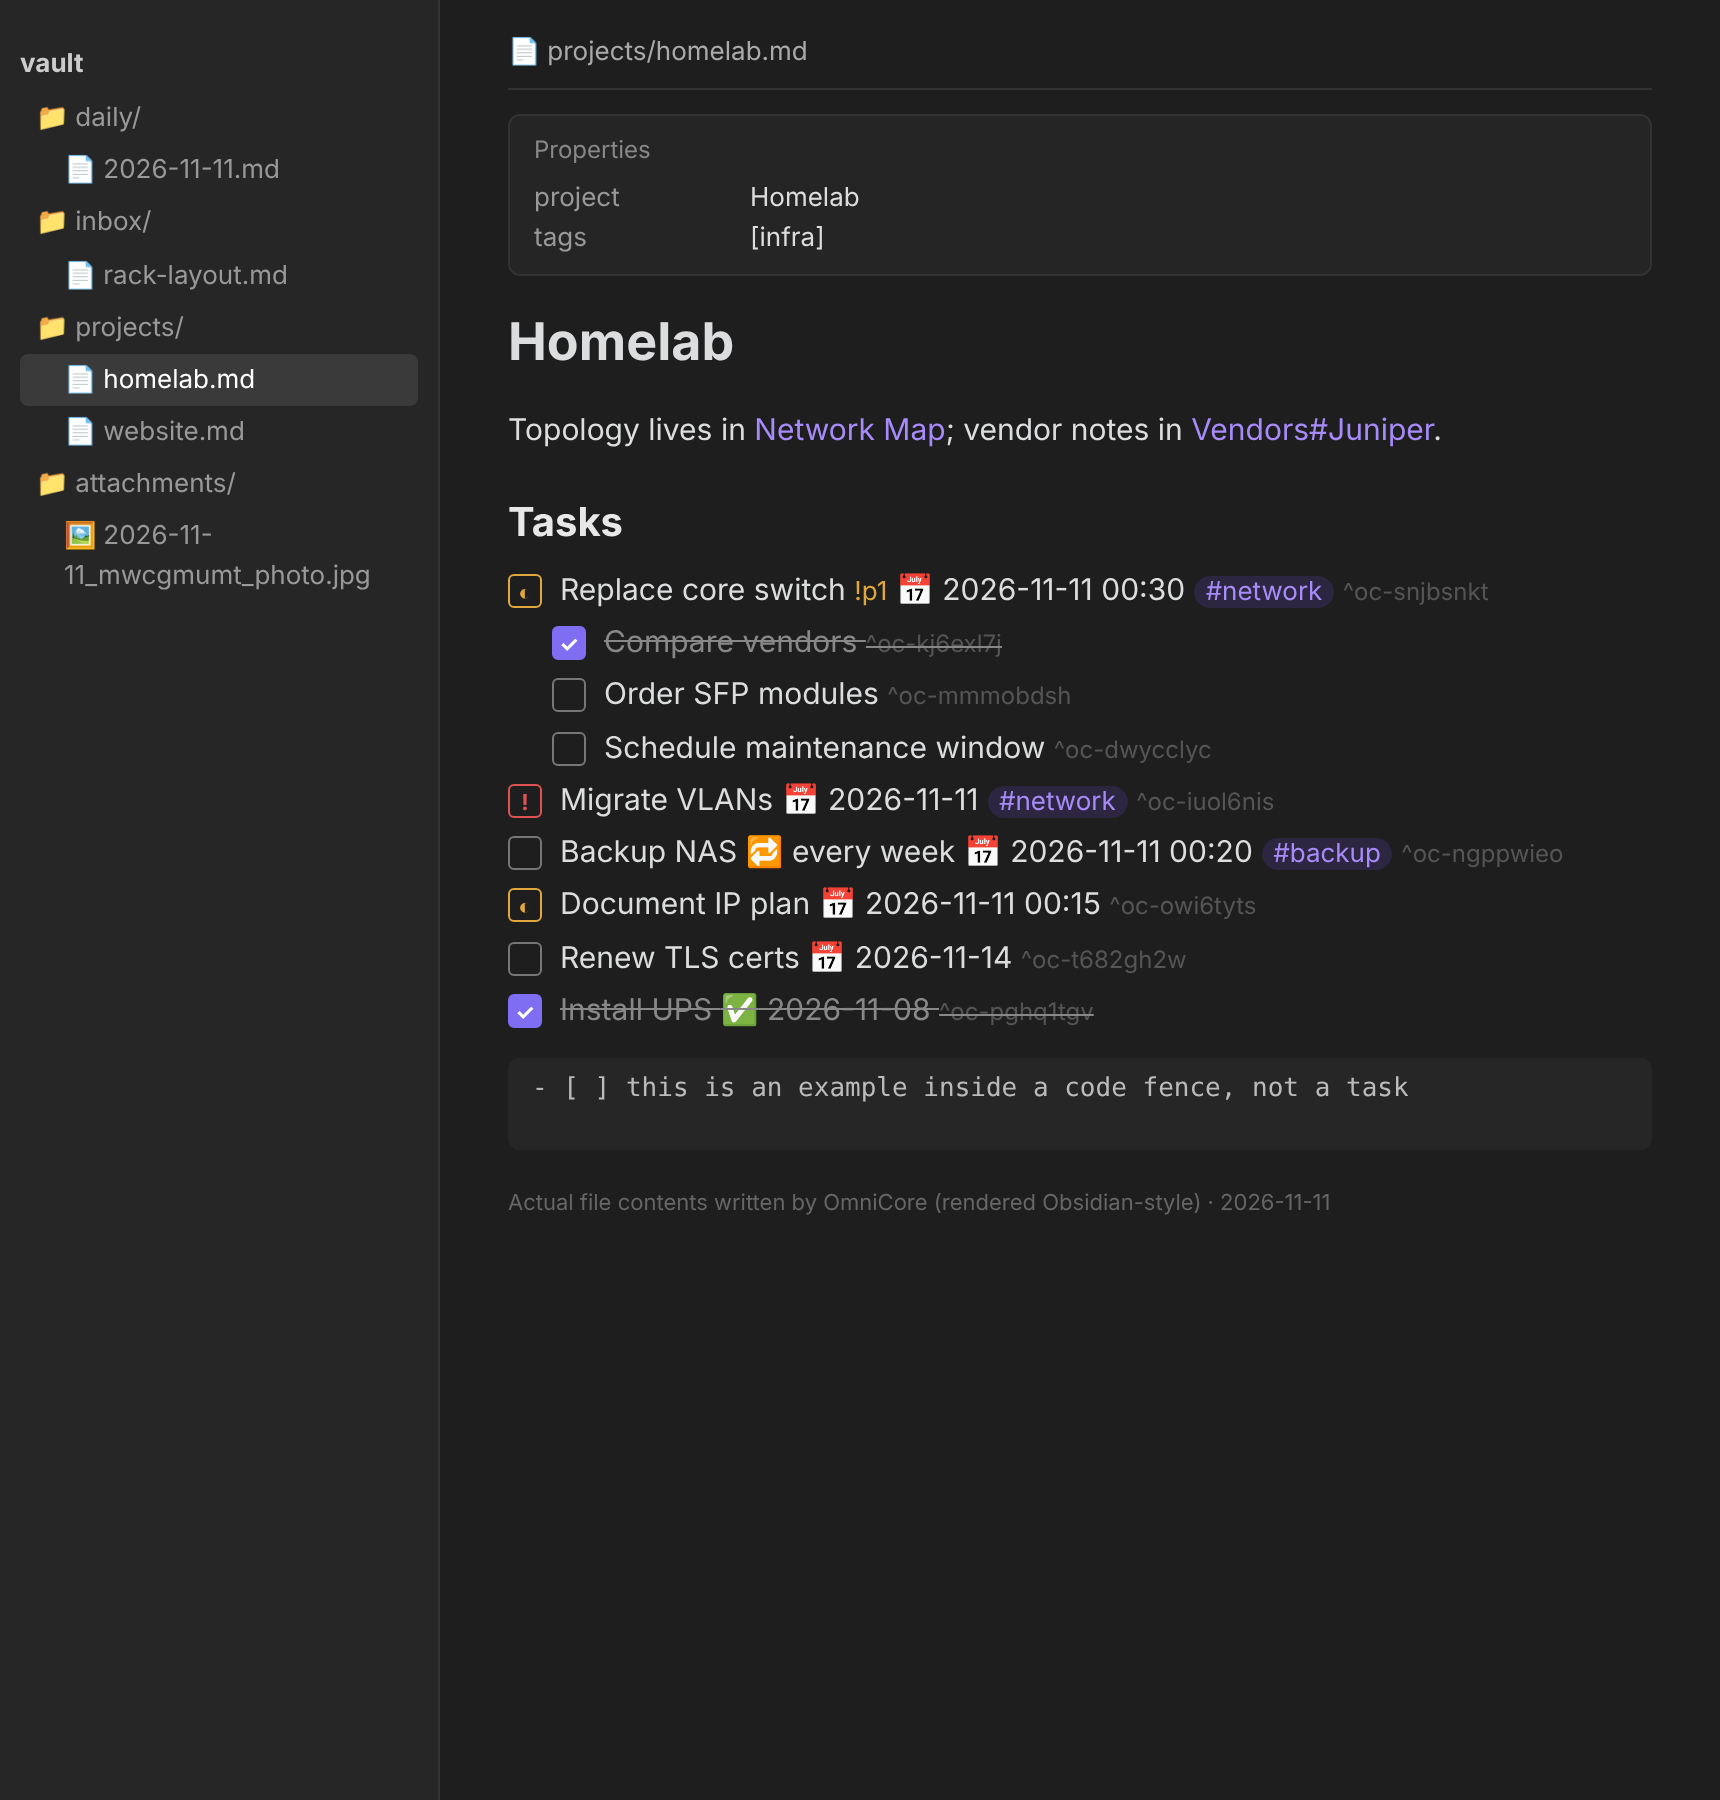 vault
📁 daily/
📄 2026-11-11.md
📁 inbox/
📄 rack-layout.md
📁 projects/
📄 homelab.md
📄 website.md
📁 attachments/
🖼️ 2026-11-
11_mwcgmumt_photo.jpg
📄 projects/homelab.md
Properties
project Homelab
tags [infra]
Homelab
Topology lives in Network Map; vendor notes in Vendors#Juniper.
Tasks
Replace core switch !p1 📅 2026-11-11 00:30 #network ^oc-snjbsnkt
Compare vendors ^oc-kj6exl7j
Order SFP modules ^oc-mmmobdsh
Schedule maintenance window ^oc-dwycclyc
! Migrate VLANs 📅 2026-11-11 #network ^oc-iuol6nis
Backup NAS 🔁 every week 📅 2026-11-11 00:20 #backup ^oc-ngppwieo
Document IP plan 📅 2026-11-11 00:15 ^oc-owi6tyts
Renew TLS certs 📅 2026-11-14 ^oc-t682gh2w
Install UPS ✅ 2026-11-08 ^oc-pghq1tgv
- [ ] this is an example inside a code fence, not a task
Actual file contents written by OmniCore (rendered Obsidian-style) · 2026-11-11